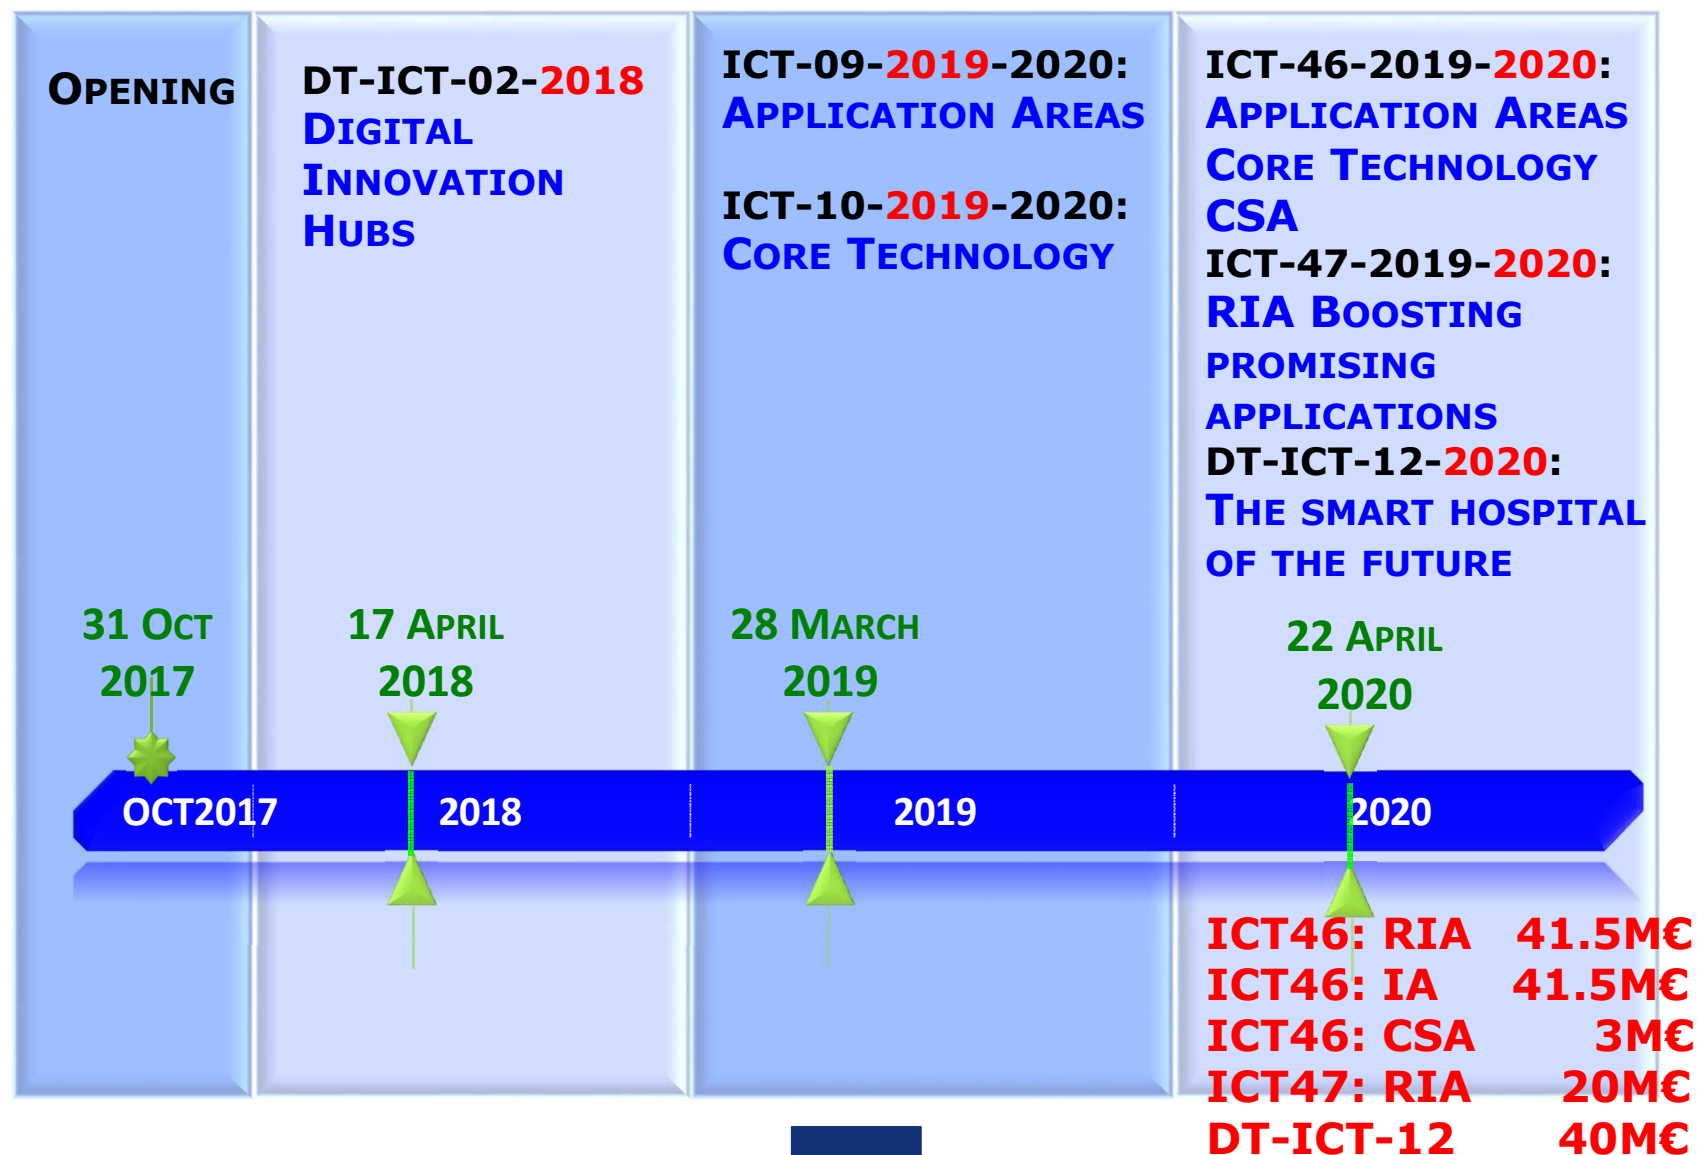 OPENING
DT-ICT-02-2018
DIGITAL
INNOVATION
HUBS
ICT-09-2019-2020:
APPLICATION AREAS
ICT-10-2019-2020:
CORE TECHNOLOGY
ICT-46-2019-2020:
APPLICATION AREAS
CORE TECHNOLOGY
CSA
ICT-47-2019-2020:
RIA BOOSTING
PROMISING
APPLICATIONS
DT-ICT-12-2020:
THE SMART HOSPITAL
OF THE FUTURE
31 OCT
2017
17 APRIL
2018
28 MARCH
2019
22 APRIL
2020
OCT2017 2018 2019 2020
ICT46: RIA 41.5M€
ICT46: IA 41.5M€
ICT46: CSA 3M€
ICT47: RIA 20M€
DT-ICT-12 40M€